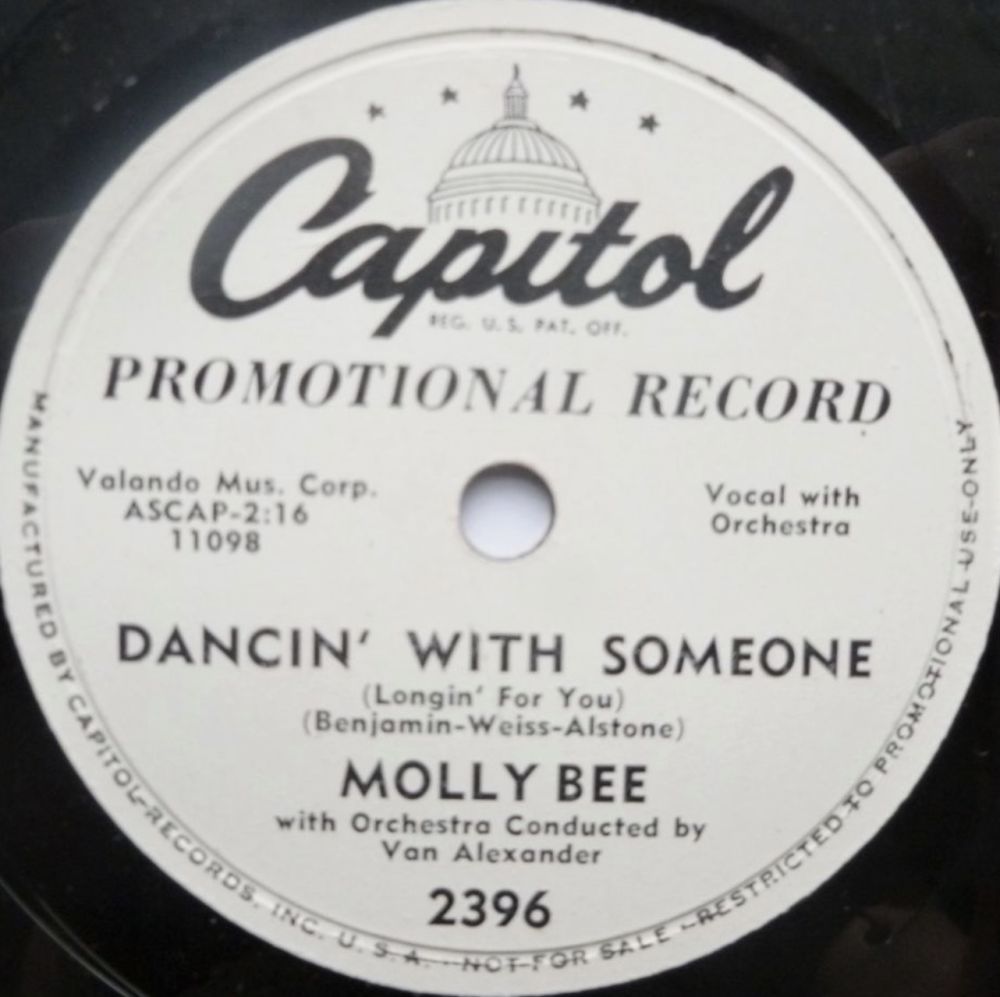 Capitol
REG. U.S. PAT. OFF.
PROMOTIONAL RECORD
Valando Mus. Corp.
ASCAP-2:16
11098
Vocal with
Orchestra
DANCIN' WITH SOMEONE
(Longin' For You)
(Benjamin-Weiss-Alstone)
MOLLY BEE
with Orchestra Conducted by
Van Alexander
2396
MANUFACTURED BY CAPITOL RECORDS, INC. U.S.A. - NOT FOR SALE - RESTRICTED TO PROMOTIONAL USE ONLY